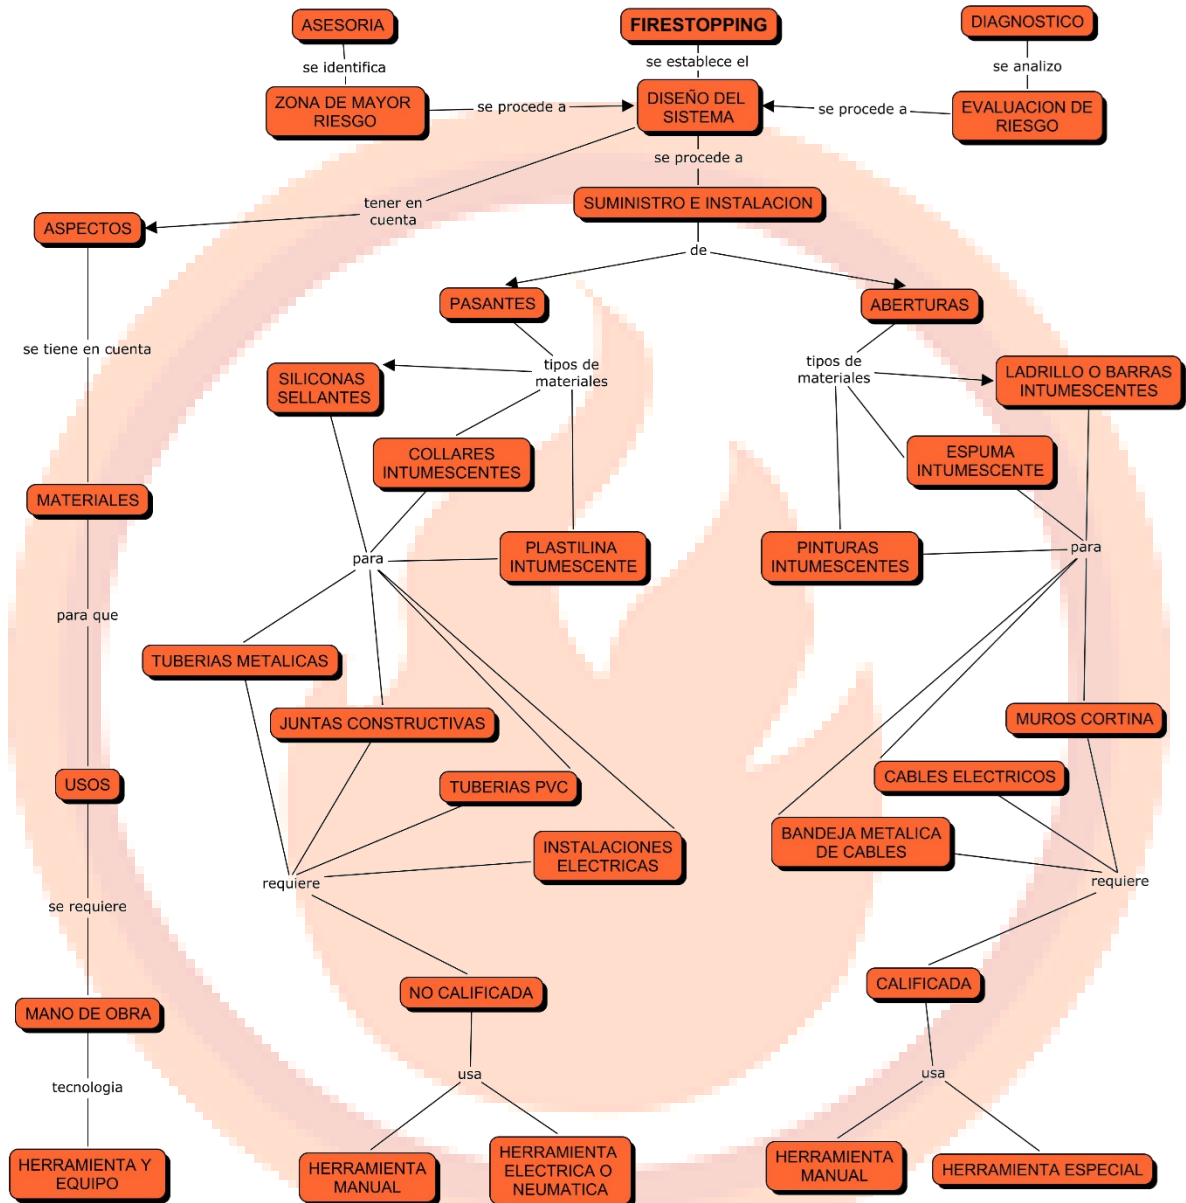 ASESORIA
FIRESTOPPING
DIAGNOSTICO
se identifica
se establece el
se analizo
ZONA DE MAYOR
RIESGO
se procede a
DISEÑO DEL
SISTEMA
se procede a
EVALUACION DE
RIESGO
se procede a
tener en
cuenta
SUMINISTRO E INSTALACION
ASPECTOS
de
PASANTES
ABERTURAS
se tiene en cuenta
SILICONAS
SELLANTES
tipos de
materiales
tipos de
materiales
LADRILLO O BARRAS
INTUMESCENTES
COLLARES
INTUMESCENTES
ESPUMA
INTUMESCENTE
MATERIALES
para
PLASTILINA
INTUMESCENTE
PINTURAS
INTUMESCENTES
para
para que
TUBERIAS METALICAS
JUNTAS CONSTRUCTIVAS
MUROS CORTINA
USOS
TUBERIAS PVC
CABLES ELECTRICOS
INSTALACIONES
ELECTRICAS
BANDEJA METALICA
DE CABLES
requiere
requiere
se requiere
NO CALIFICADA
CALIFICADA
MANO DE OBRA
usa
usa
tecnologia
HERRAMIENTA Y
EQUIPO
HERRAMIENTA
MANUAL
HERRAMIENTA
ELECTRICA O
NEUMATICA
HERRAMIENTA
MANUAL
HERRAMIENTA ESPECIAL